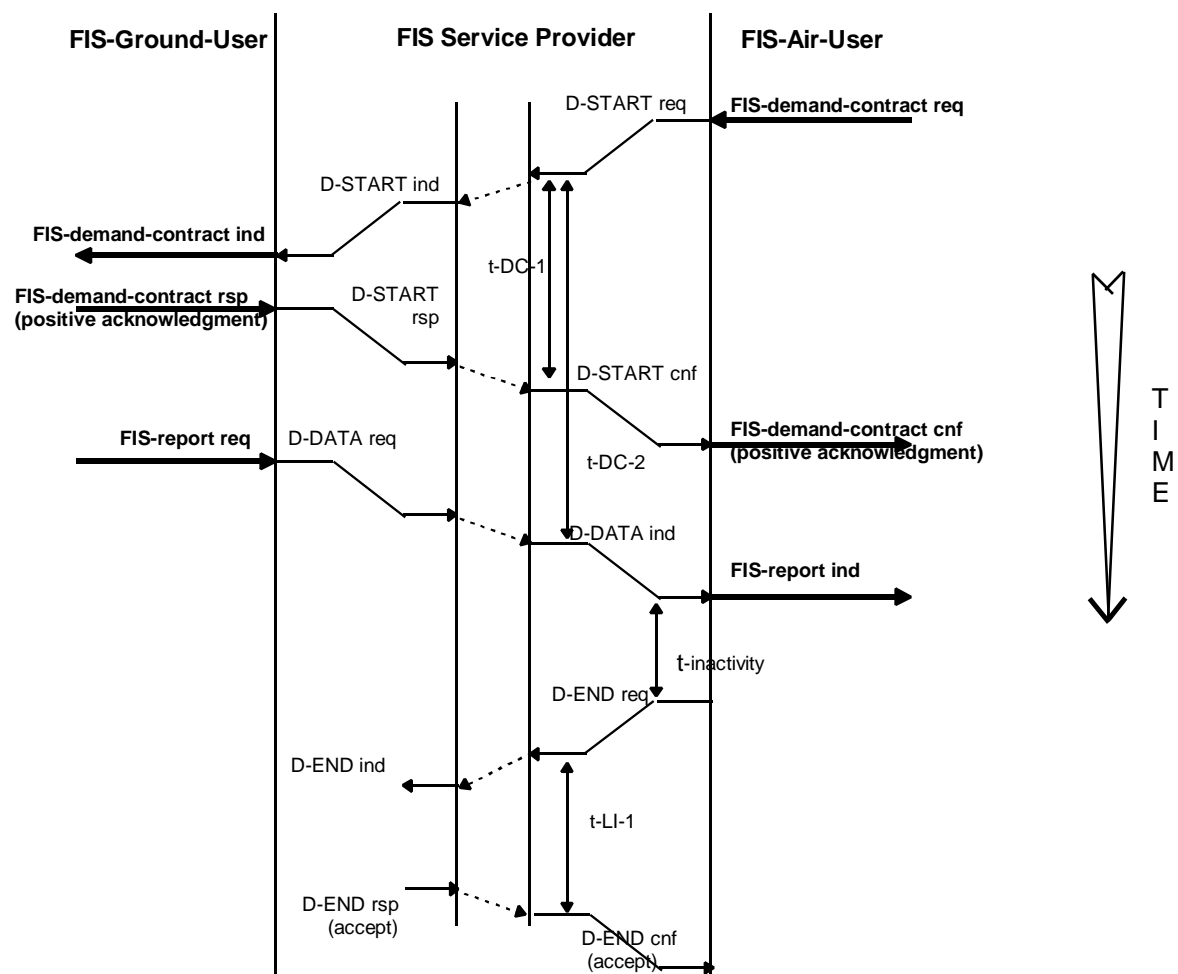 FIS-Ground-User
FIS Service Provider
FIS-Air-User
D-START req
FIS-demand-contract req
D-START ind
FIS-demand-contract ind
t-DC-1
FIS-demand-contract rsp
(positive acknowledgment)
D-START
rsp
D-START cnf
FIS-report req
D-DATA req
FIS-demand-contract cnf
(positive acknowledgment)
t-DC-2
D-DATA ind
FIS-report ind
T
I
M
E
t-inactivity
D-END req
D-END ind
t-LI-1
D-END rsp
(accept)
D-END cnf
(accept)